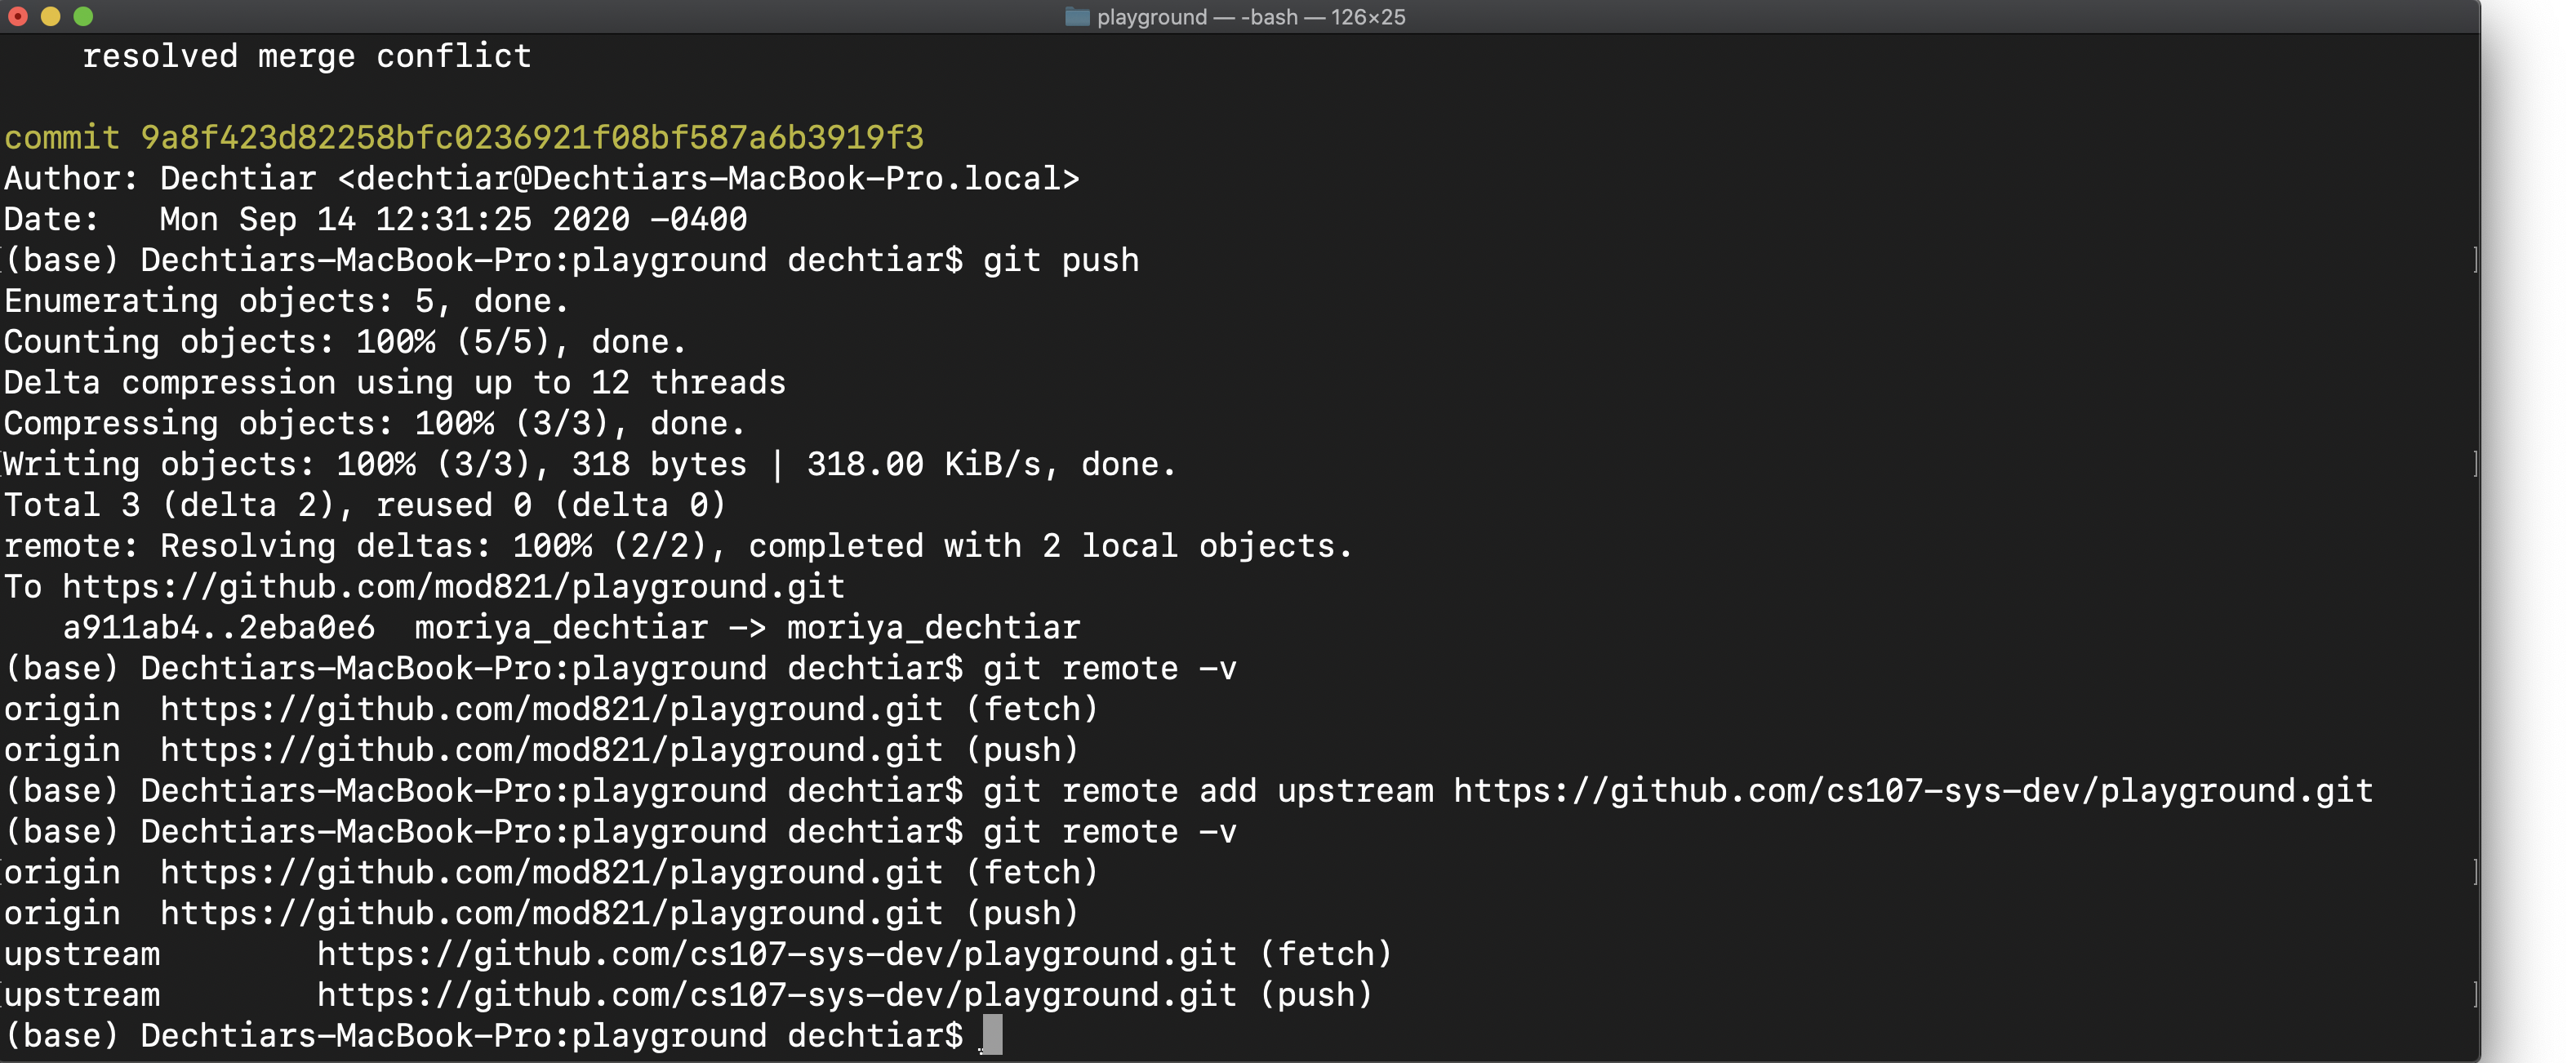 playground — -bash — 126×25
    resolved merge conflict

commit 9a8f423d82258bfc0236921f08bf587a6b3919f3
Author: Dechtiar <dechtiar@Dechtiars-MacBook-Pro.local>
Date:   Mon Sep 14 12:31:25 2020 -0400
(base) Dechtiars-MacBook-Pro:playground dechtiar$ git push
Enumerating objects: 5, done.
Counting objects: 100% (5/5), done.
Delta compression using up to 12 threads
Compressing objects: 100% (3/3), done.
Writing objects: 100% (3/3), 318 bytes | 318.00 KiB/s, done.
Total 3 (delta 2), reused 0 (delta 0)
remote: Resolving deltas: 100% (2/2), completed with 2 local objects.
To https://github.com/mod821/playground.git
   a911ab4..2eba0e6  moriya_dechtiar -> moriya_dechtiar
(base) Dechtiars-MacBook-Pro:playground dechtiar$ git remote -v
origin  https://github.com/mod821/playground.git (fetch)
origin  https://github.com/mod821/playground.git (push)
(base) Dechtiars-MacBook-Pro:playground dechtiar$ git remote add upstream https://github.com/cs107-sys-dev/playground.git
(base) Dechtiars-MacBook-Pro:playground dechtiar$ git remote -v
origin  https://github.com/mod821/playground.git (fetch)
origin  https://github.com/mod821/playground.git (push)
upstream        https://github.com/cs107-sys-dev/playground.git (fetch)
upstream        https://github.com/cs107-sys-dev/playground.git (push)
(base) Dechtiars-MacBook-Pro:playground dechtiar$